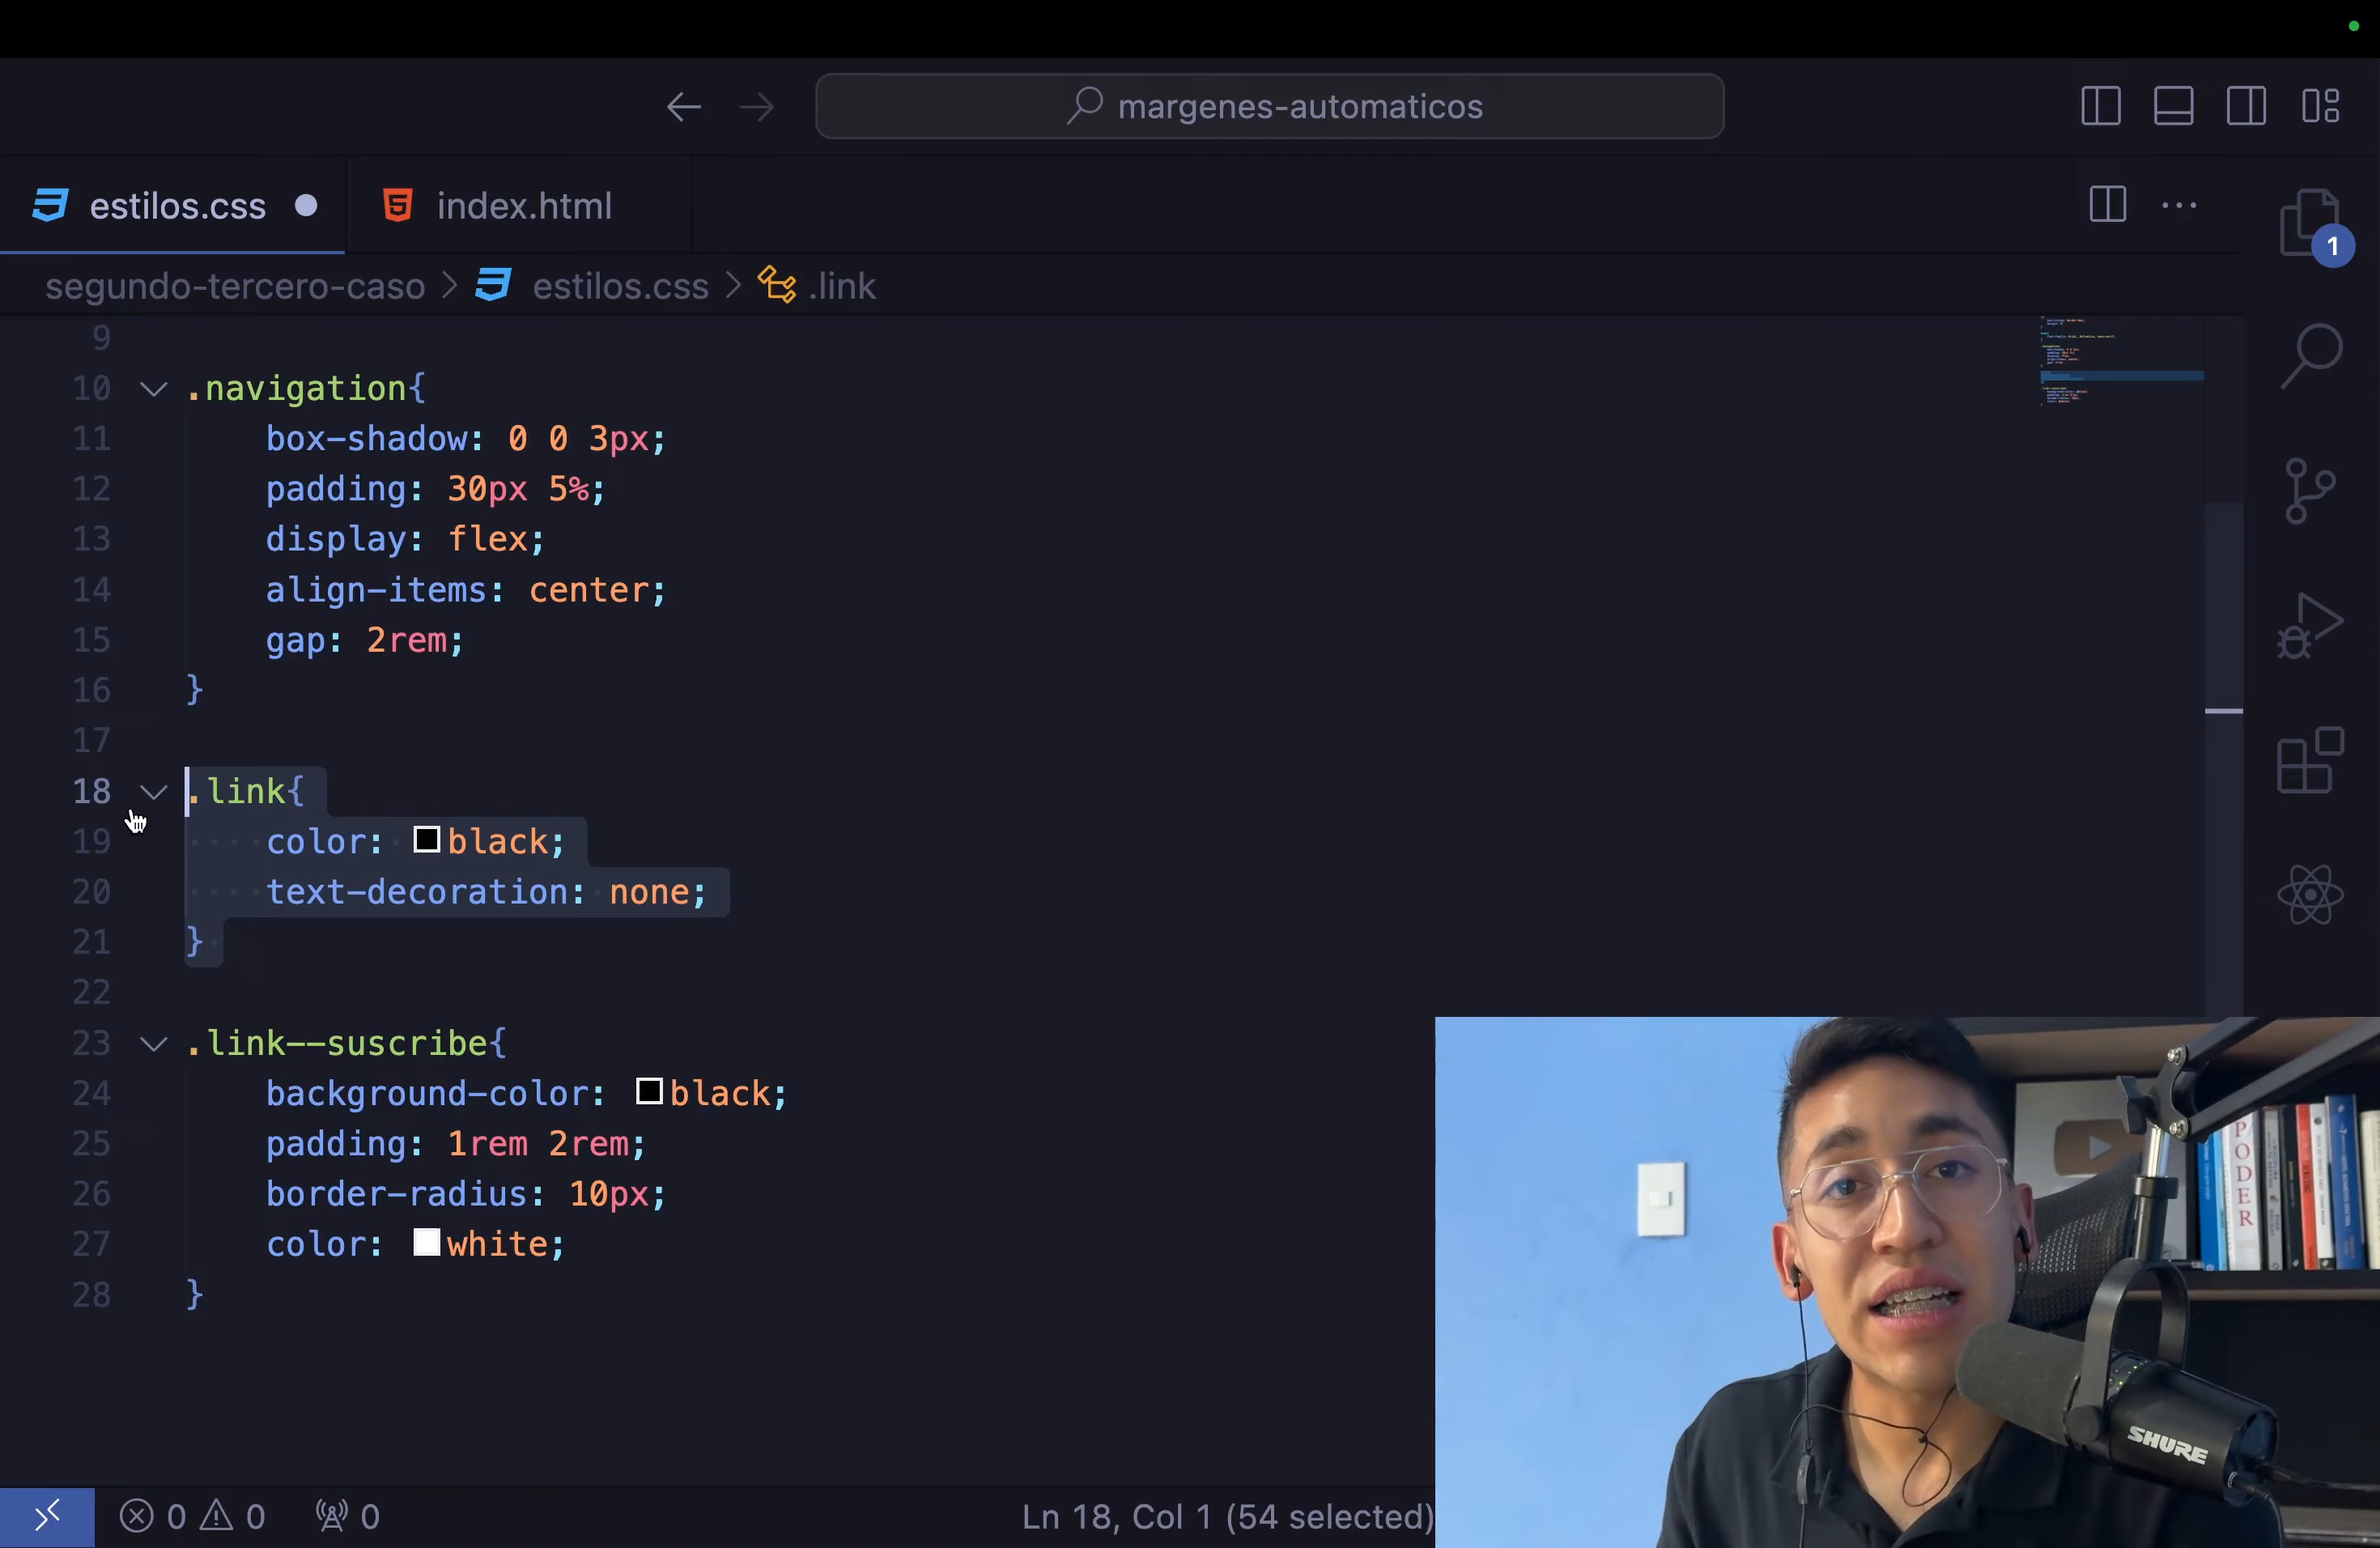 margenes-automaticos
estilos.css
index.html
segundo-tercero-caso > estilos.css > .link
1
9
10 .navigation{
11 box-shadow: 0 0 3px;
12 padding: 30px 5%;
13 display: flex;
14 align-items: center;
15 gap: 2rem;
16 }
17
18 .link{
19 color: black;
20 text-decoration: none;
21 }
22
23 .link--suscribe{
24 background-color: black;
25 padding: 1rem 2rem;
26 border-radius: 10px;
27 color: white;
28 }
PODER
SHURE
0 0 0 Ln 18, Col 1 (54 selected)